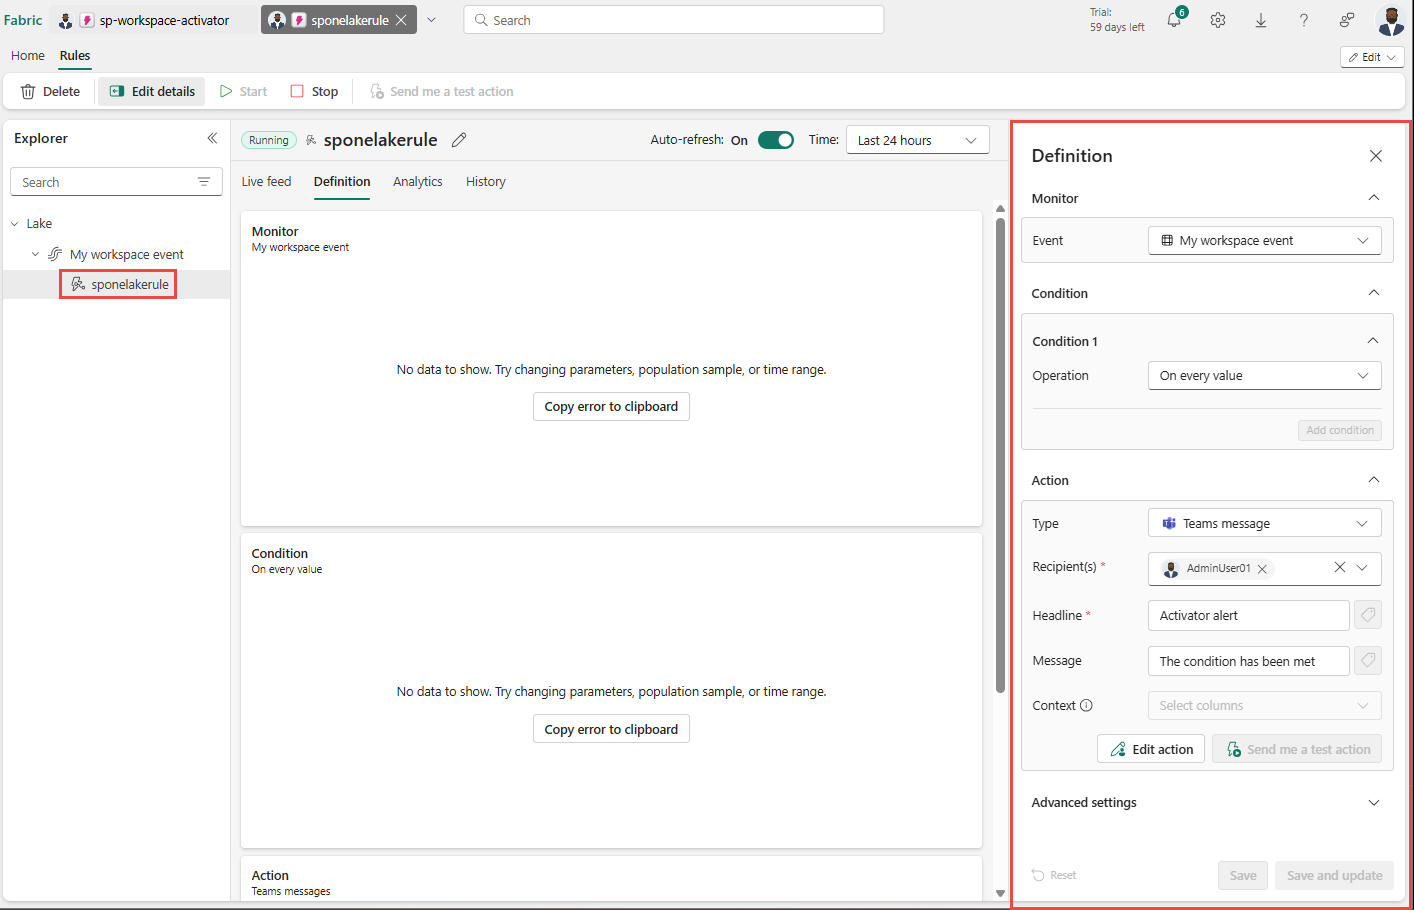 Fabric
sp-workspace-activator
sponelakerule
Search
Trial:
59 days left
6
Home
Rules
Edit
Delete
Edit details
Start
Stop
Send me a test action
Explorer
Search
Lake
My workspace event
sponelakerule
Running
sponelakerule
Auto-refresh: On
Time:
Last 24 hours
Live feed
Definition
Analytics
History
Monitor
My workspace event
No data to show. Try changing parameters, population sample, or time range.
Copy error to clipboard
Condition
On every value
No data to show. Try changing parameters, population sample, or time range.
Copy error to clipboard
Action
Teams messages
Definition
Monitor
Event
My workspace event
Condition
Condition 1
Operation
On every value
Add condition
Action
Type
Teams message
Recipient(s) *
AdminUser01
Headline *
Activator alert
Message
The condition has been met
Context
Select columns
Edit action
Send me a test action
Advanced settings
Reset
Save
Save and update